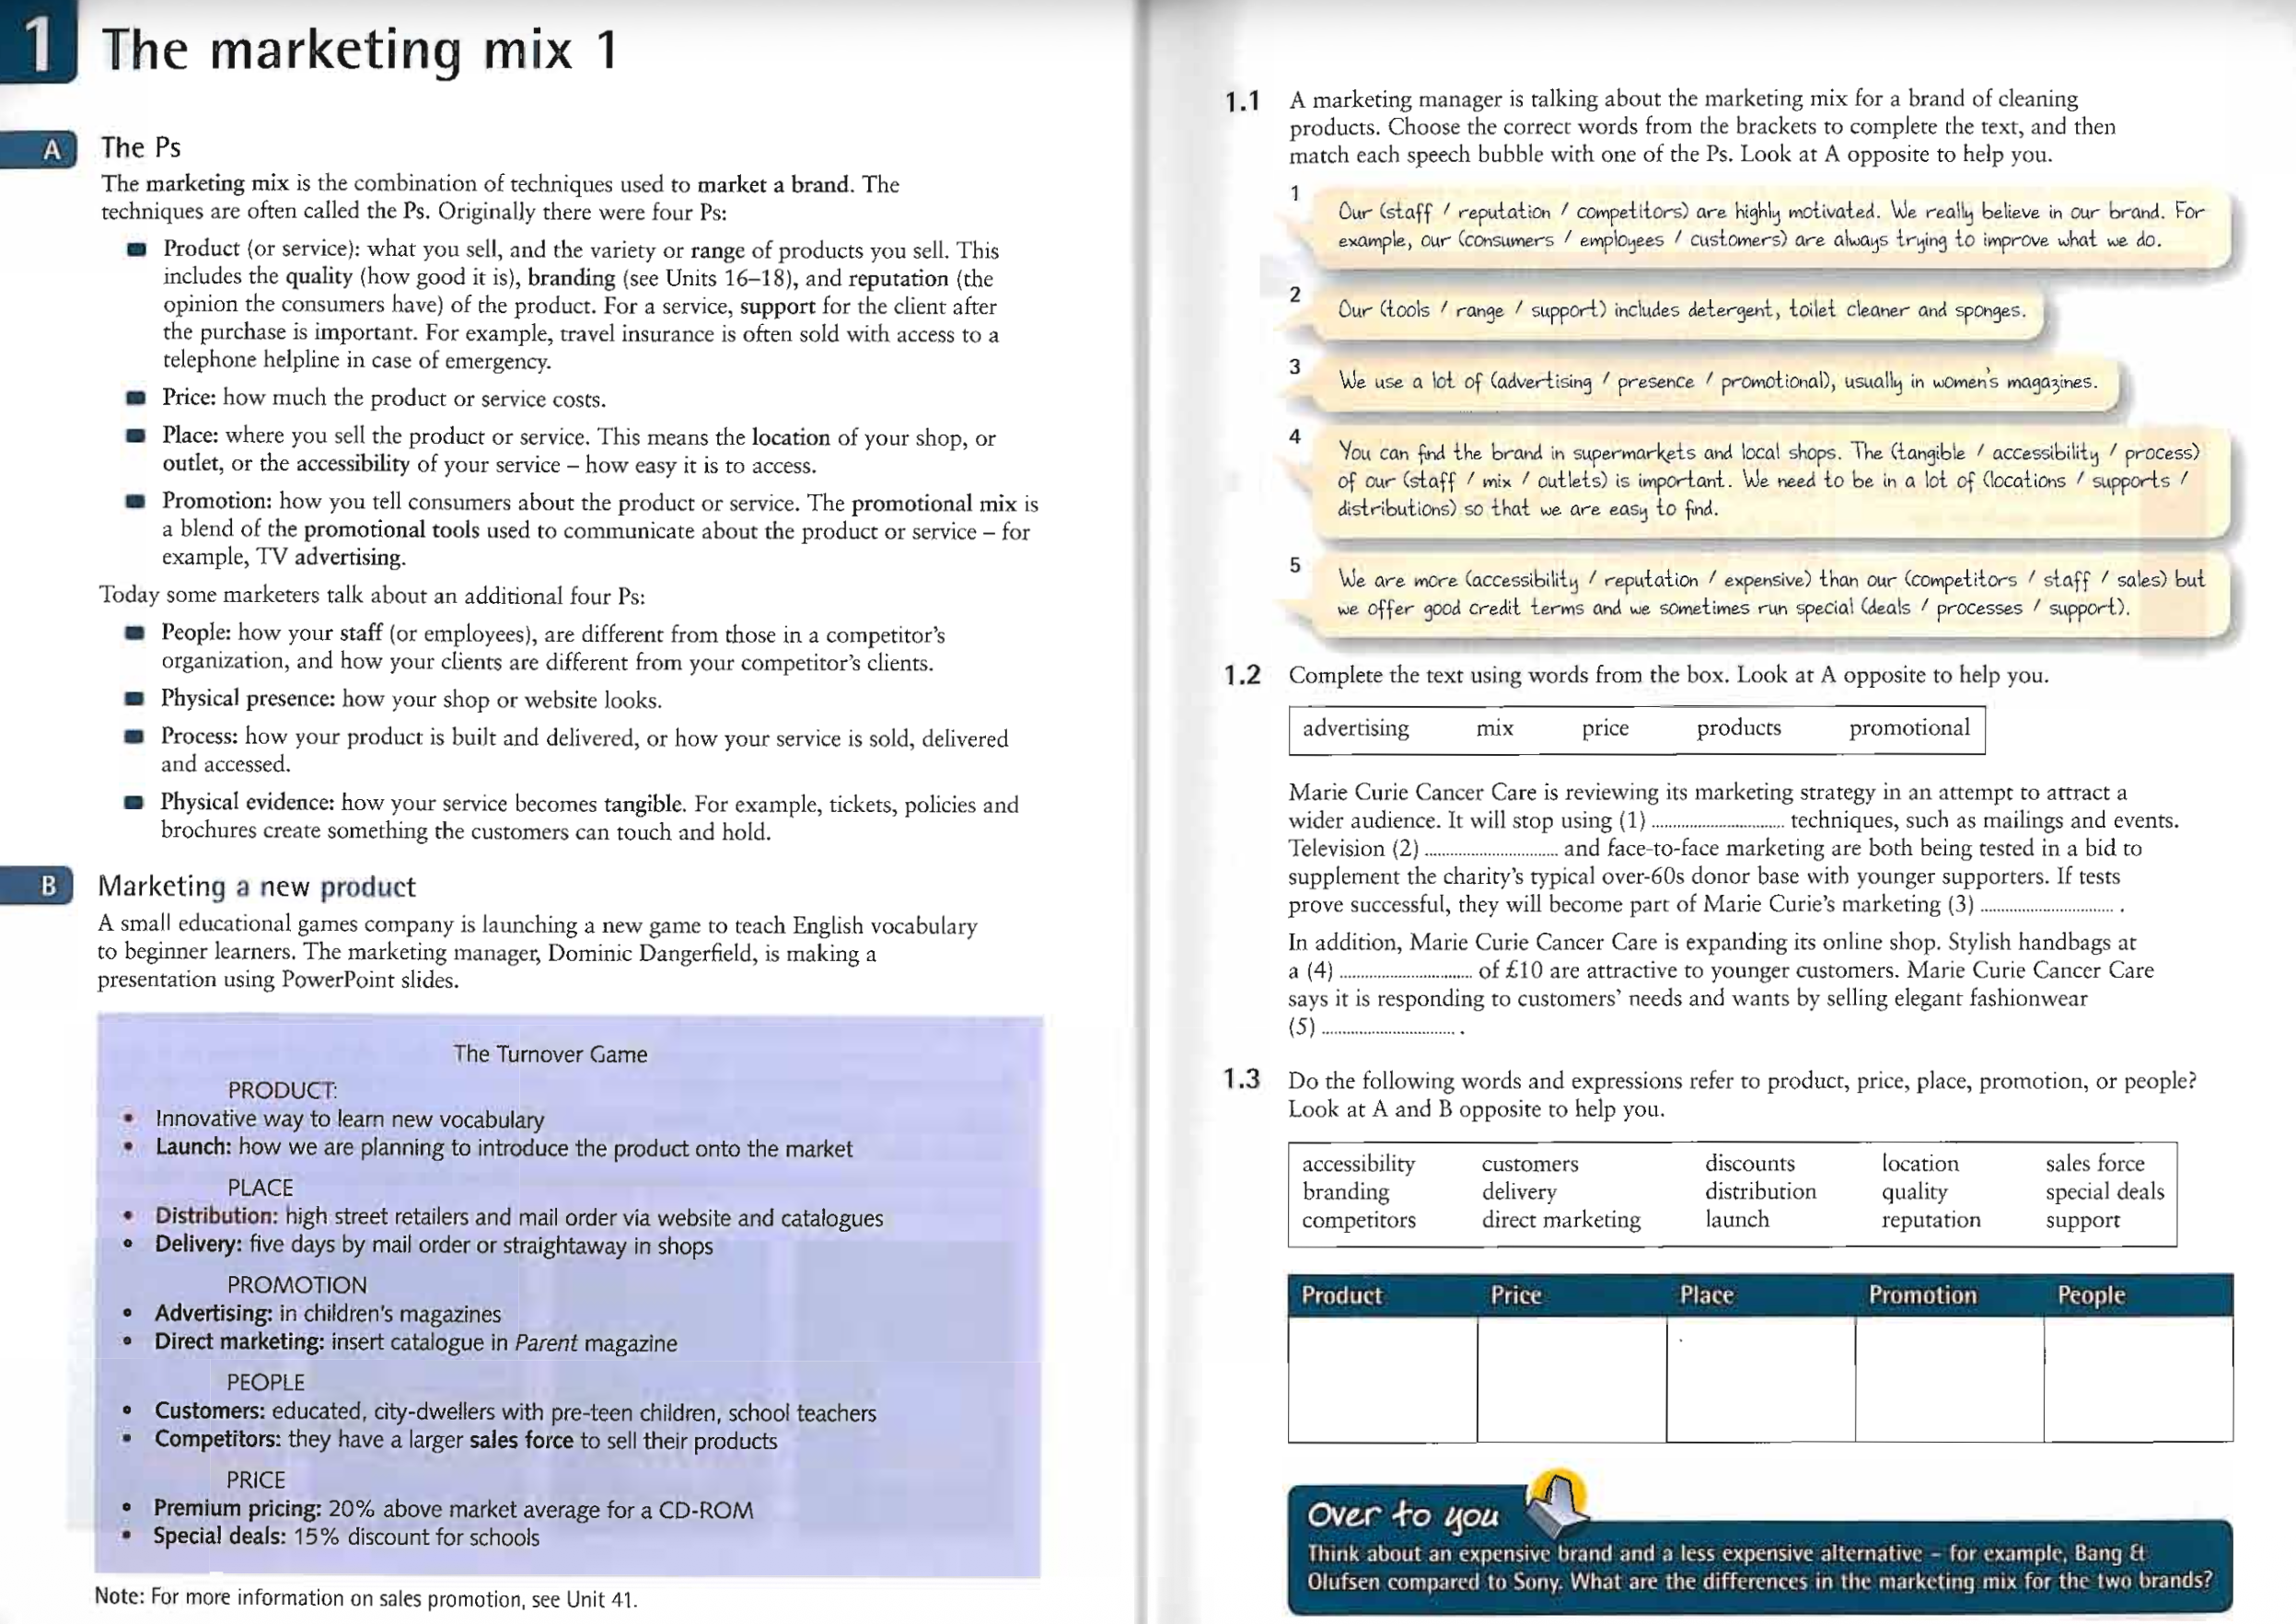 1 The marketing mix 1
A The Ps
The marketing mix is the combination of techniques used to market a brand. The
techniques are often called the Ps. Originally there were four Ps:
Product (or service): what you sell, and the variety or range of products you sell. This
includes the quality (how good it is), branding (see Units 16–18), and reputation (the
opinion the consumers have) of the product. For a service, support for the client after
the purchase is important. For example, travel insurance is often sold with access to a
telephone helpline in case of emergency.
Price: how much the product or service costs.
Place: where you sell the product or service. This means the location of your shop, or
outlet, or the accessibility of your service – how easy it is to access.
Promotion: how you tell consumers about the product or service. The promotional mix is
a blend of the promotional tools used to communicate about the product or service – for
example, TV advertising.
Today some marketers talk about an additional four Ps:
People: how your staff (or employees), are different from those in a competitor's
organization, and how your clients are different from your competitor's clients.
Physical presence: how your shop or website looks.
Process: how your product is built and delivered, or how your service is sold, delivered
and accessed.
Physical evidence: how your service becomes tangible. For example, tickets, policies and
brochures create something the customers can touch and hold.
B Marketing a new product
A small educational games company is launching a new game to teach English vocabulary
to beginner learners. The marketing manager, Dominic Dangerfield, is making a
presentation using PowerPoint slides.
The Turnover Game
PRODUCT:
• Innovative way to learn new vocabulary
• Launch: how we are planning to introduce the product onto the market
PLACE
• Distribution: high street retailers and mail order via website and catalogues
• Delivery: five days by mail order or straightaway in shops
PROMOTION
• Advertising: in children's magazines
• Direct marketing: insert catalogue in Parent magazine
PEOPLE
• Customers: educated, city-dwellers with pre-teen children, school teachers
• Competitors: they have a larger sales force to sell their products
PRICE
• Premium pricing: 20% above market average for a CD-ROM
• Special deals: 15% discount for schools
Note: For more information on sales promotion, see Unit 41.
1.1 A marketing manager is talking about the marketing mix for a brand of cleaning
products. Choose the correct words from the brackets to complete the text, and then
match each speech bubble with one of the Ps. Look at A opposite to help you.
1 Our (staff / reputation / competitors) are highly motivated. We really believe in our brand. For
example, our (consumers / employees / customers) are always trying to improve what we do.
2 Our (tools / range / support) includes detergent, toilet cleaner and sponges.
3 We use a lot of (advertising / presence / promotional), usually in women's magazines.
4 You can find the brand in supermarkets and local shops. The (tangible / accessibility / process)
of our (staff / mix / outlets) is important. We need to be in a lot of (locations / supports /
distributions) so that we are easy to find.
5 We are more (accessibility / reputation / expensive) than our (competitors / staff / sales) but
we offer good credit terms and we sometimes run special (deals / processes / support).
1.2 Complete the text using words from the box. Look at A opposite to help you.
advertising mix price products promotional
Marie Curie Cancer Care is reviewing its marketing strategy in an attempt to attract a
wider audience. It will stop using (1) .............................. techniques, such as mailings and events.
Television (2) .............................. and face-to-face marketing are both being tested in a bid to
supplement the charity's typical over-60s donor base with younger supporters. If tests
prove successful, they will become part of Marie Curie's marketing (3) .............................. .
In addition, Marie Curie Cancer Care is expanding its online shop. Stylish handbags at
a (4) .............................. of £10 are attractive to younger customers. Marie Curie Cancer Care
says it is responding to customers' needs and wants by selling elegant fashionwear
(5) .............................. .
1.3 Do the following words and expressions refer to product, price, place, promotion, or people?
Look at A and B opposite to help you.
accessibility customers discounts location sales force
branding delivery distribution quality special deals
competitors direct marketing launch reputation support
Product Price Place Promotion People
Over to you
Think about an expensive brand and a less expensive alternative – for example, Bang &
Olufsen compared to Sony. What are the differences in the marketing mix for the two brands?